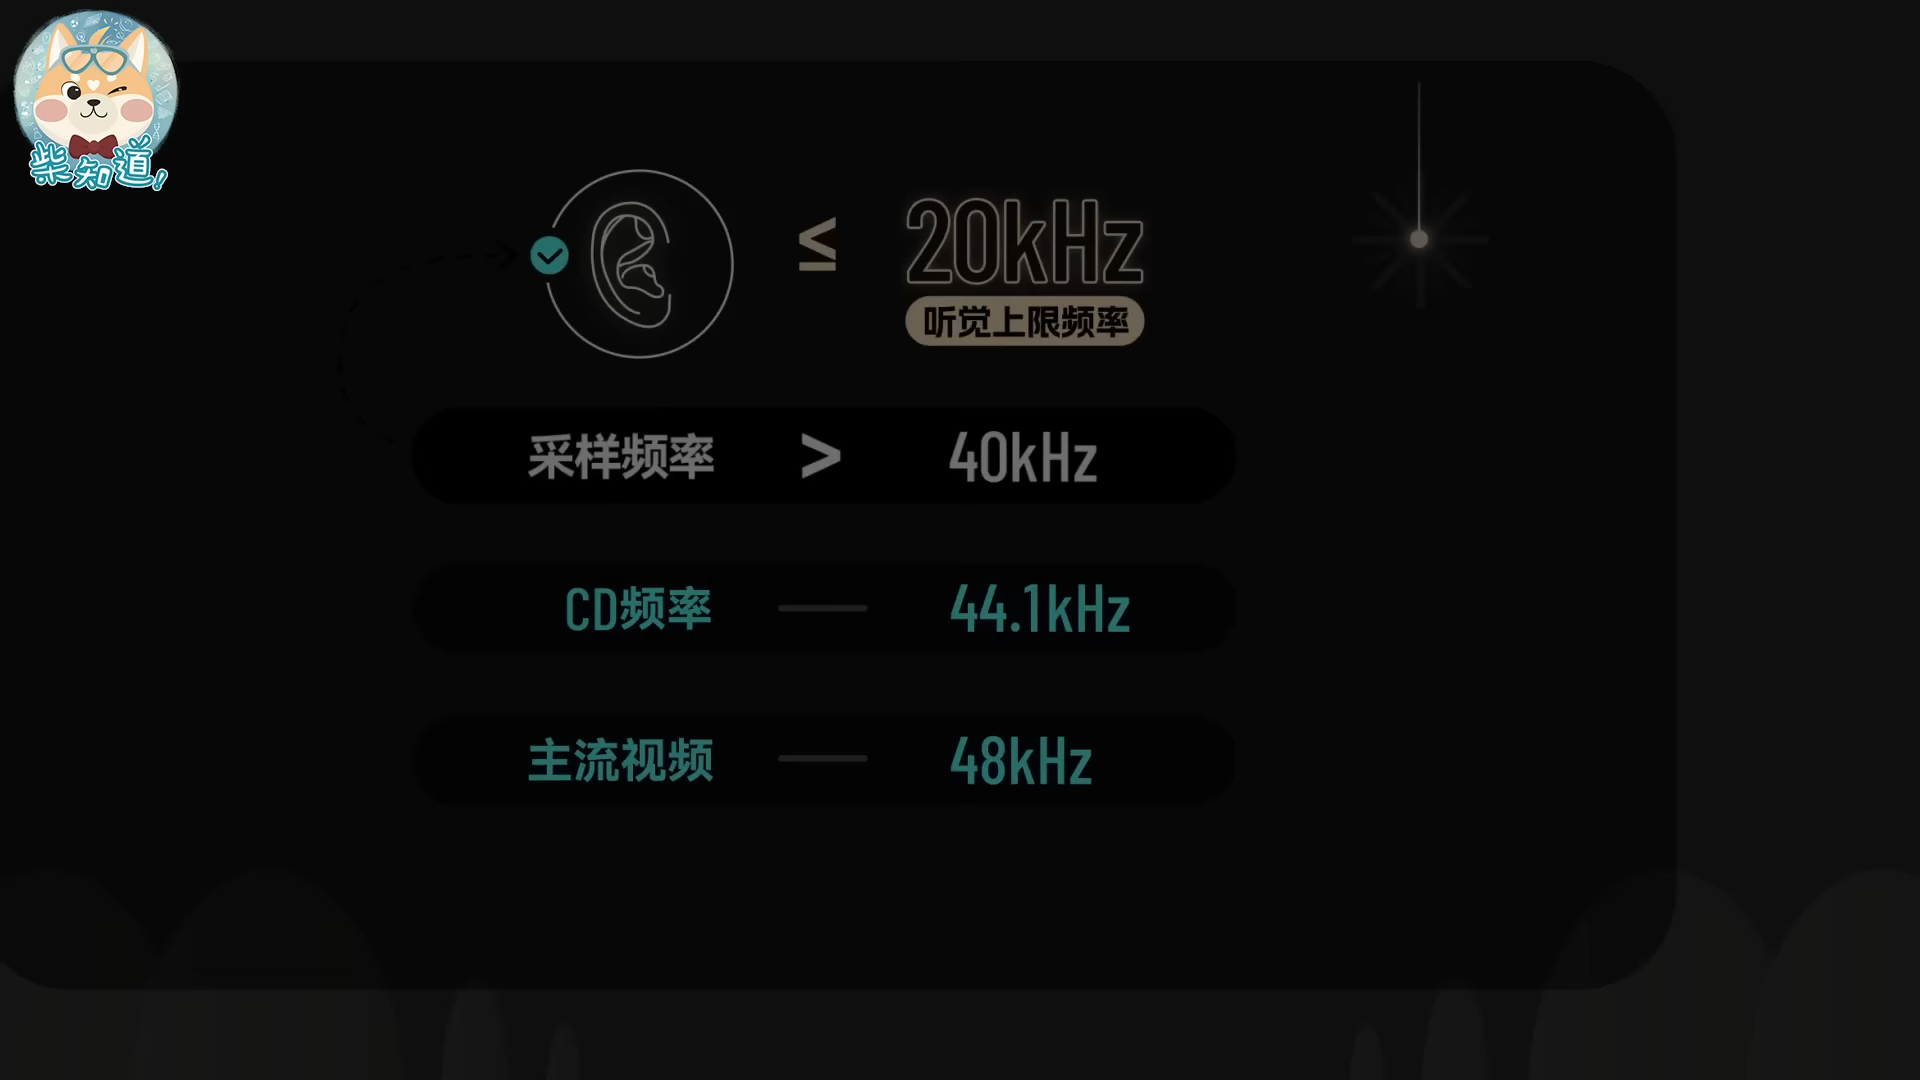 柴知道!
≤ 20kHz
听觉上限频率
采样频率 > 40kHz
CD频率 — 44.1kHz
主流视频 — 48kHz